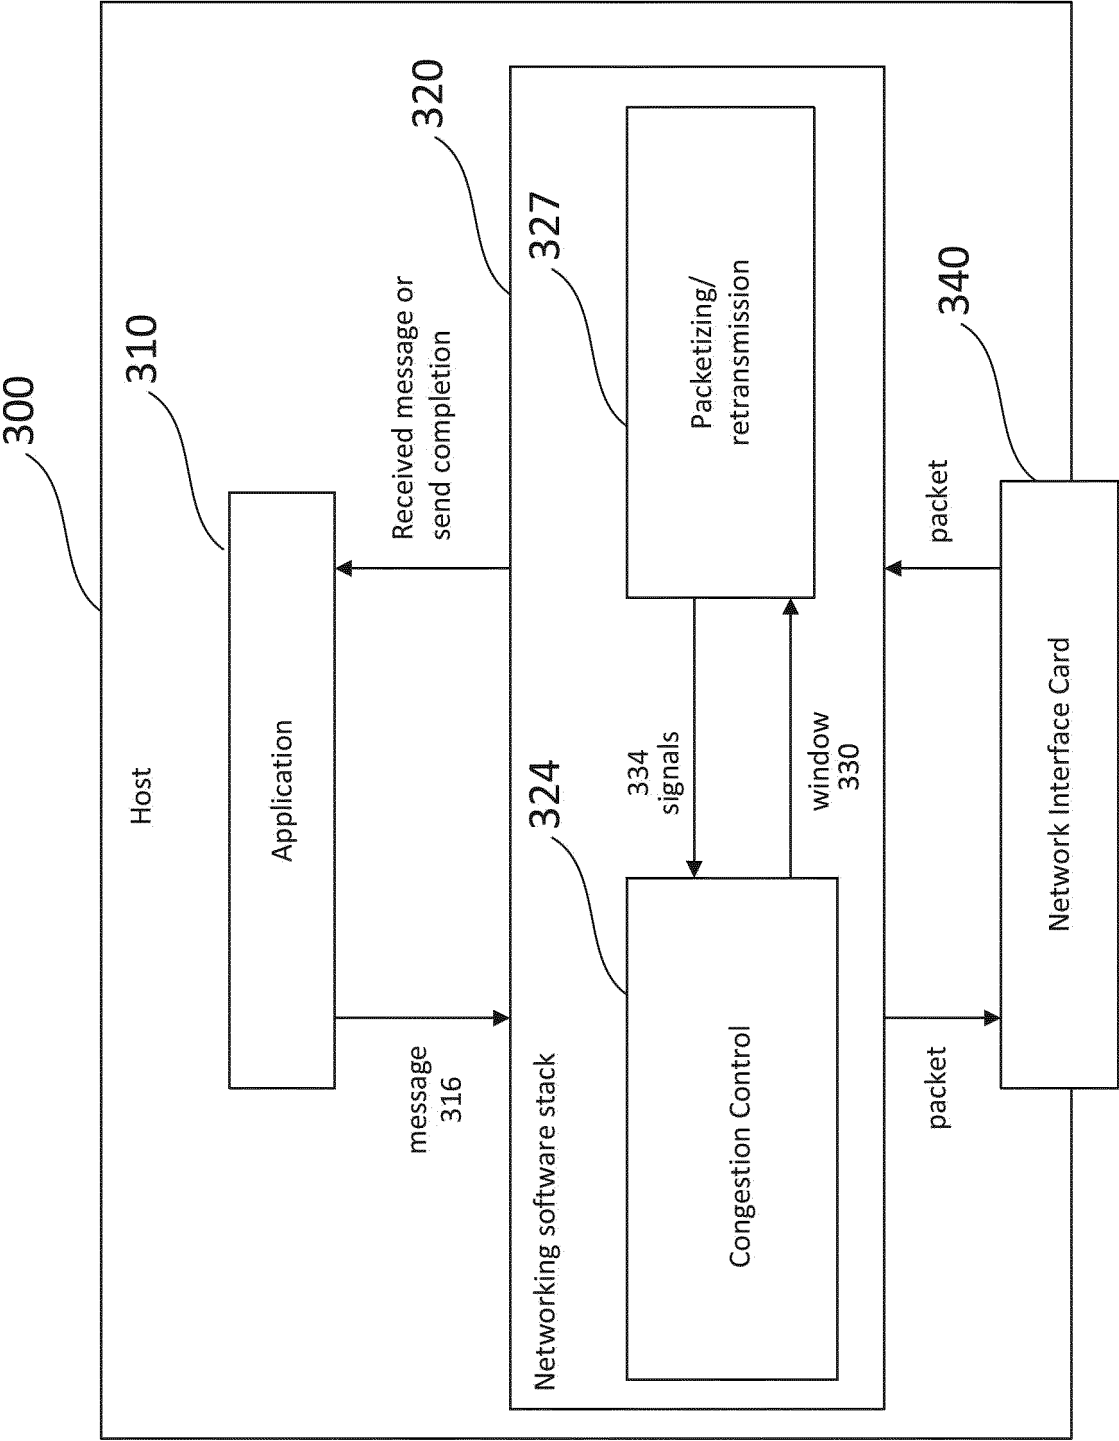 300
Host
310
Application
message
316
Received message or
send completion
320
Networking software stack
324
Congestion Control
334
signals
window
330
327
Packetizing/
retransmission
packet
packet
340
Network Interface Card